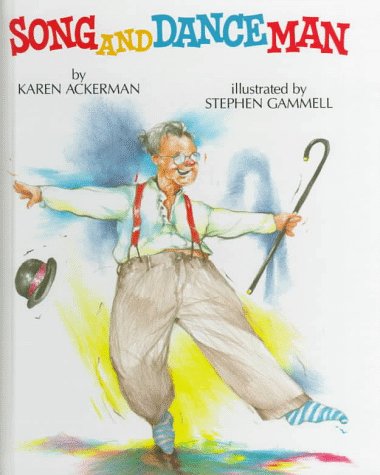 SONG AND DANCE MAN
by
KAREN ACKERMAN
illustrated by
STEPHEN GAMMELL